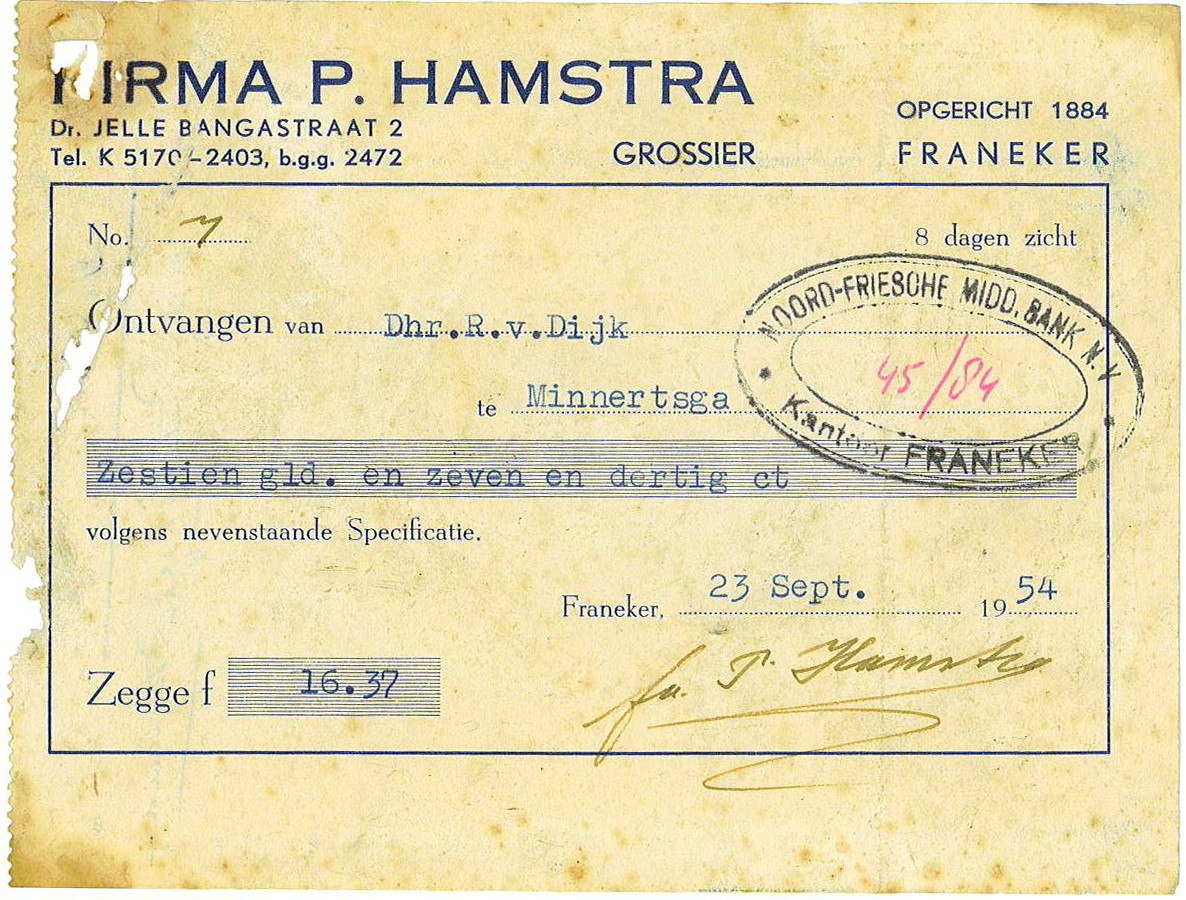 FIRMA P. HAMSTRA
Dr. JELLE BANGASTRAAT 2
Tel. K 5170-2403, b.g.g. 2472
GROSSIER
OPGERICHT 1884
FRANEKER
No. 7
8 dagen zicht
Ontvangen van Dhr.R.v.Dijk
te Minnertsga
NOORD-FRIESCHE MIDD. BANK N.V
45/84
Kantoor FRANEKER
Zestien gld. en zeven en dertig ct
volgens nevenstaande Specificatie.
Franeker, 23 Sept. 1954
Zegge f 16.37
fa. P. Hamstra